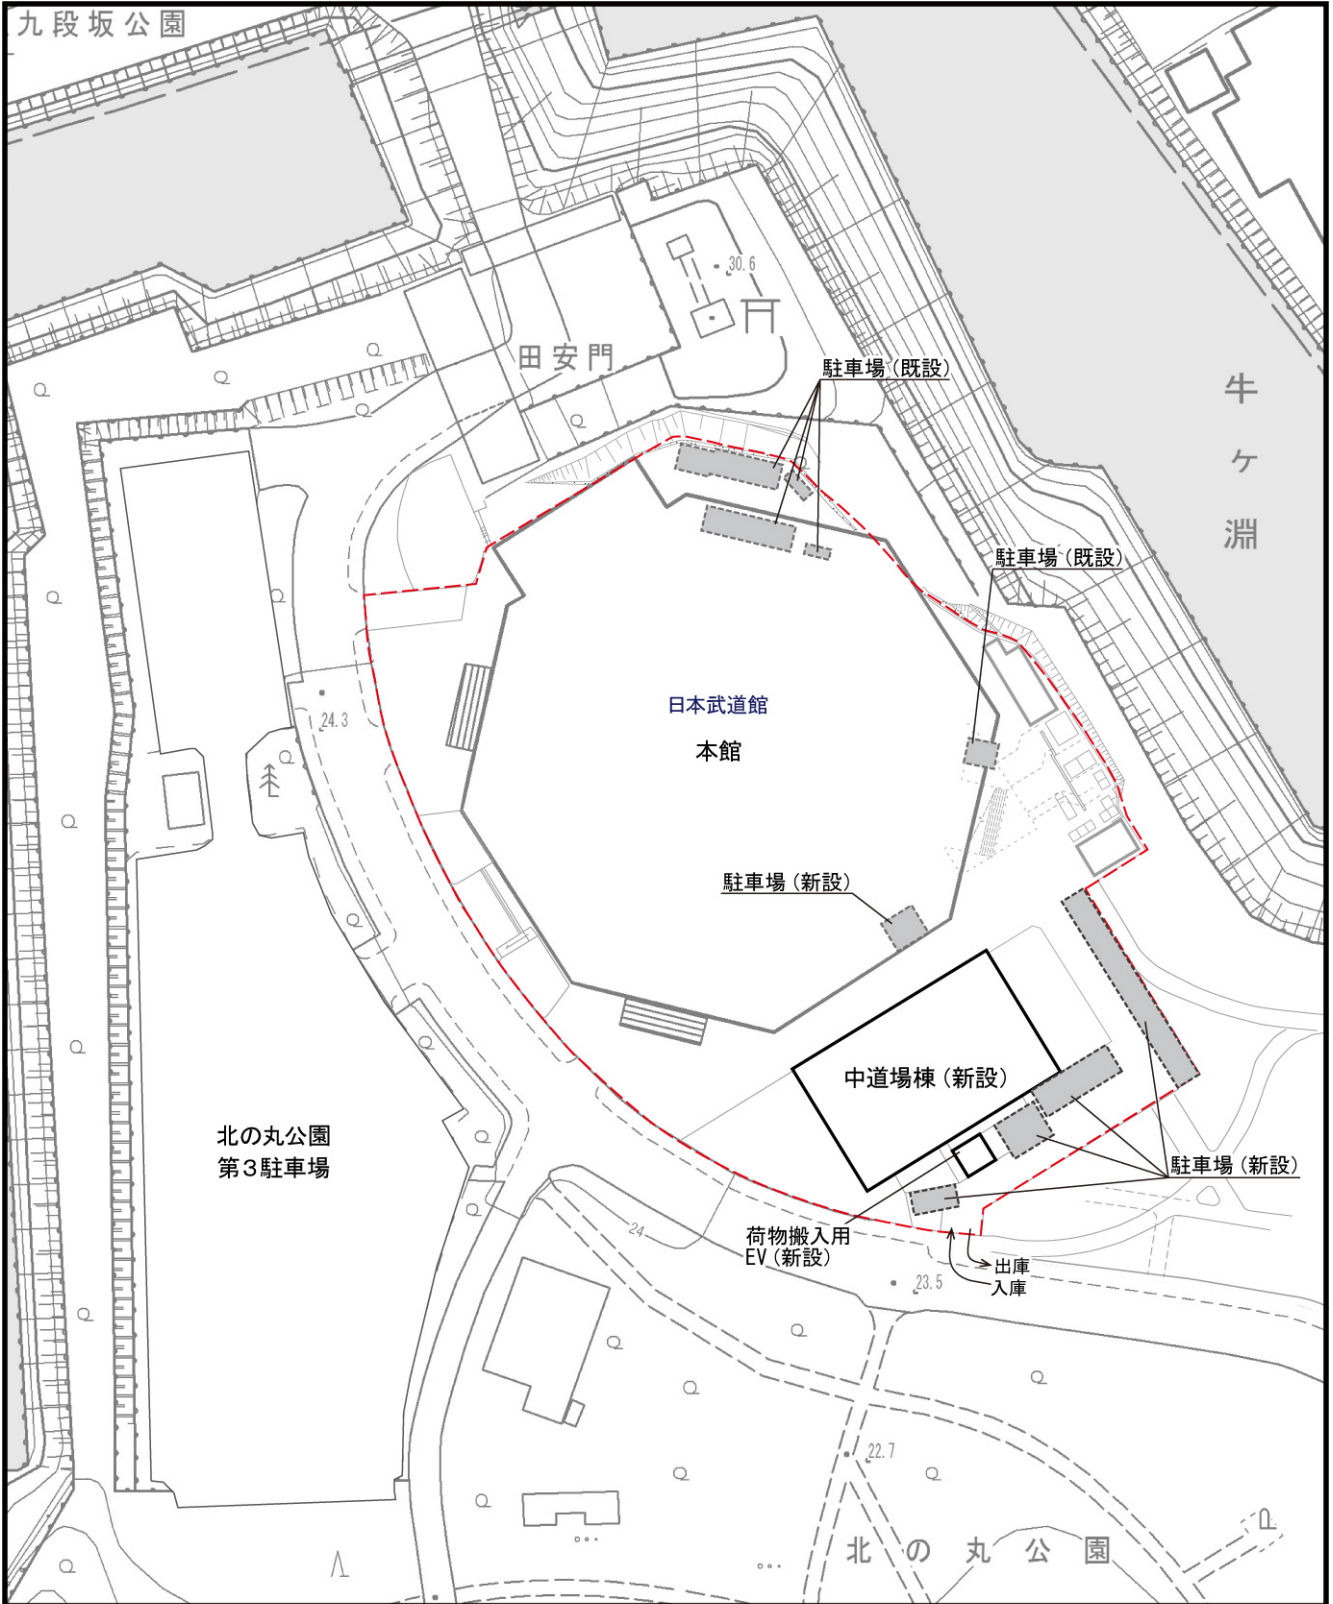 九段坂公園
30.6
田安門
駐車場(既設)
牛ヶ淵
駐車場(既設)
日本武道館
本館
24.3
駐車場(新設)
中道場棟(新設)
北の丸公園
第3駐車場
駐車場(新設)
荷物搬入用
EV(新設)
出庫
入庫
24
23.5
22.7
北の丸公園